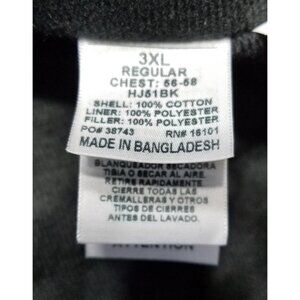 3XL
REGULAR
CHEST: 56-58
HJ51BK
SHELL: 100% COTTON
LINER: 100% POLYESTER
FILLER: 100% POLYESTER
PO# 38743 RN# 16101
MADE IN BANGLADESH
BLANQUEADOR SECADORA
TIBIA O SECAR AL AIRE.
RETIRE RAPIDAMENTE.
CIERRE TODAS LAS
CREMALLERAS Y OTROS
TIPOS DE CIERRES
ANTES DEL LAVADO.
ATTENTION